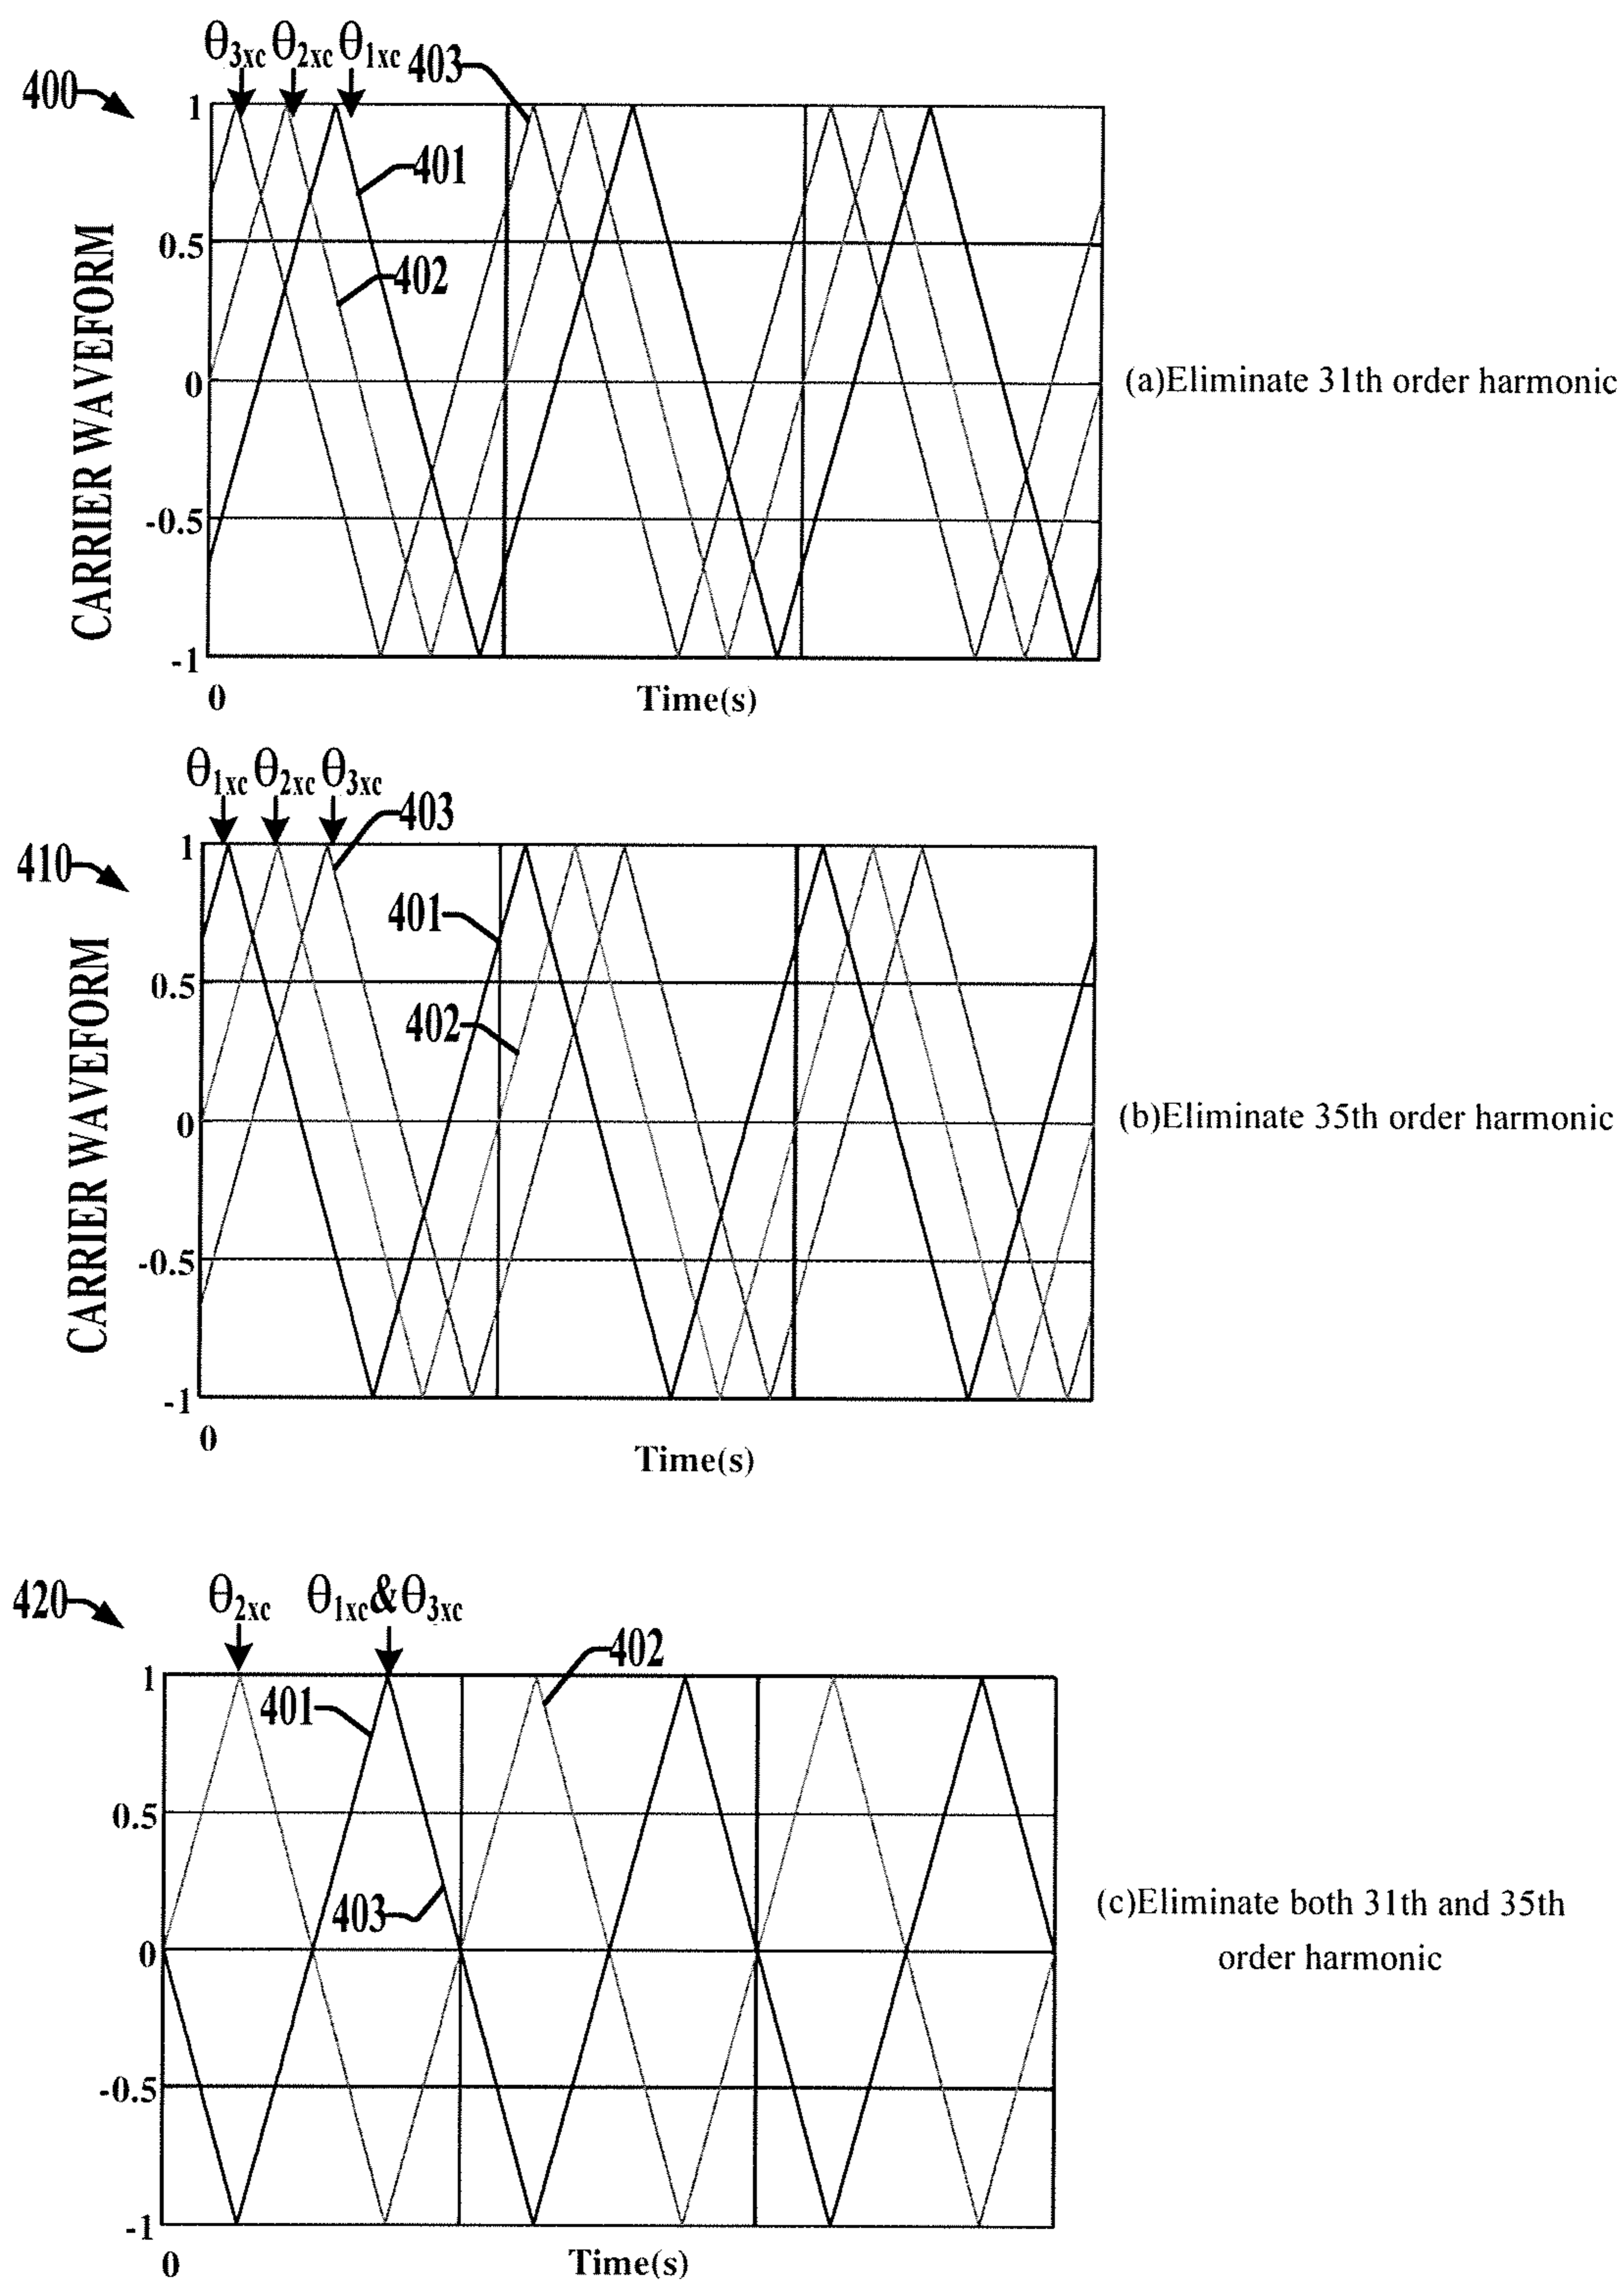 400
θ3xc θ2xc θ1xc 403
1
401
0.5
402
0
-0.5
-1
CARRIER WAVEFORM
0
Time(s)
(a)Eliminate 31th order harmonic
410
θ1xc θ2xc θ3xc
403
1
401
0.5
402
0
-0.5
-1
CARRIER WAVEFORM
0
Time(s)
(b)Eliminate 35th order harmonic
420
θ2xc θ1xc&θ3xc
402
1
401
0.5
403
0
-0.5
-1
0
Time(s)
(c)Eliminate both 31th and 35th
order harmonic